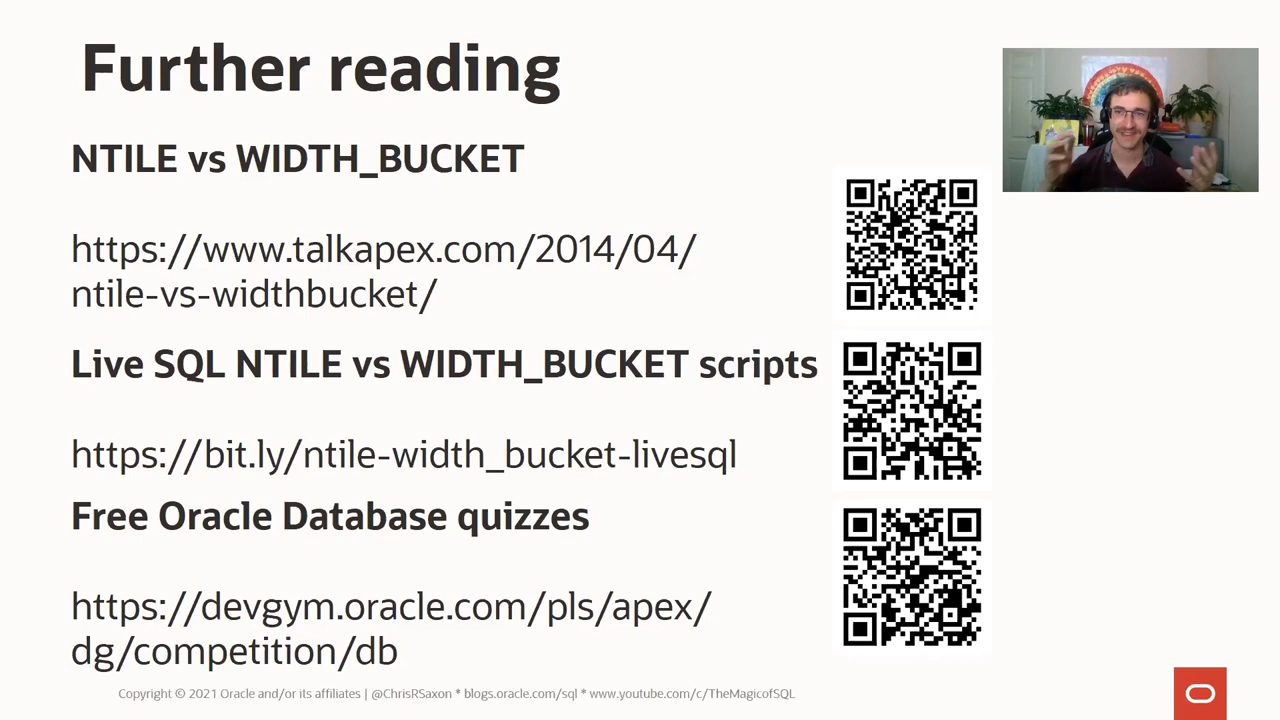 Further reading
NTILE vs WIDTH_BUCKET
https://www.talkapex.com/2014/04/
ntile-vs-widthbucket/
Live SQL NTILE vs WIDTH_BUCKET scripts
https://bit.ly/ntile-width_bucket-livesql
Free Oracle Database quizzes
https://devgym.oracle.com/pls/apex/
dg/competition/db
Copyright © 2021 Oracle and/or its affiliates | @ChrisRSaxon * blogs.oracle.com/sql * www.youtube.com/c/TheMagicofSQL